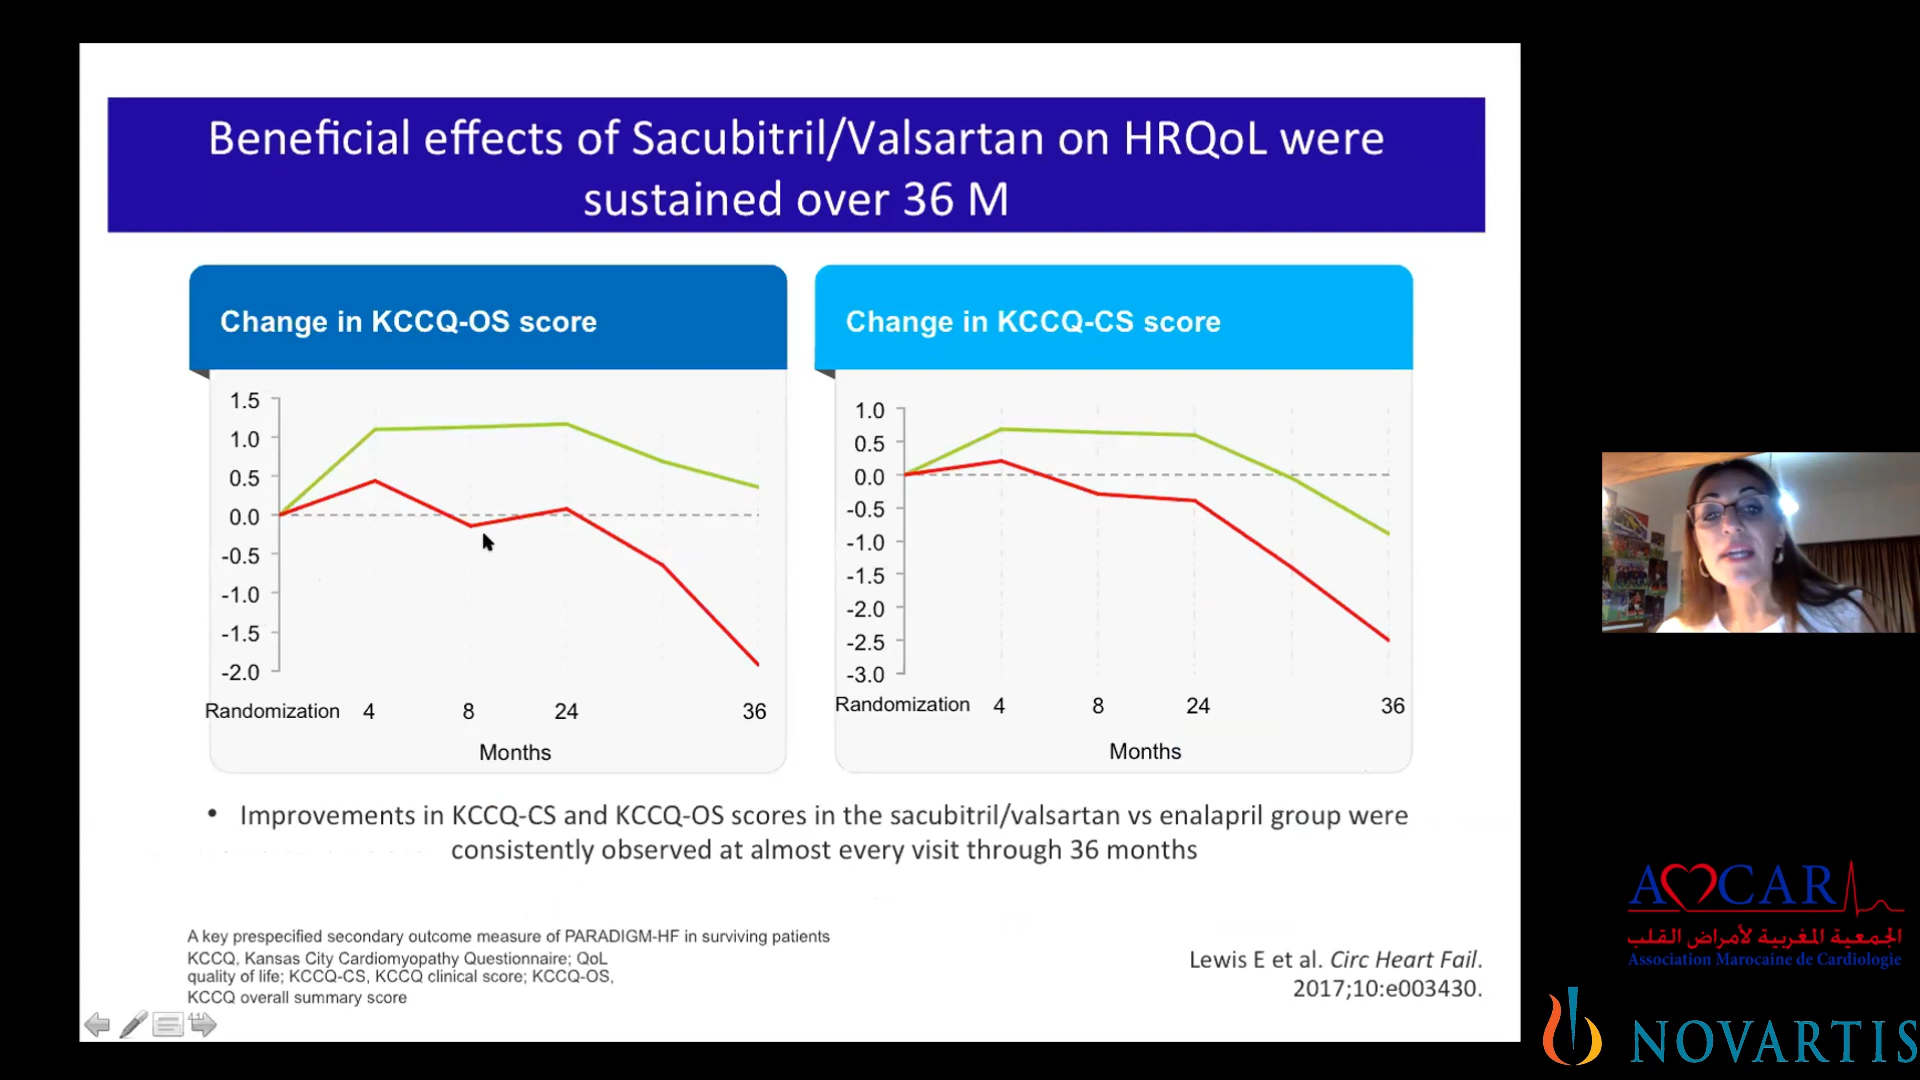 Beneficial effects of Sacubitril/Valsartan on HRQoL were
sustained over 36 M
Change in KCCQ-OS score
1.5
1.0
0.5
0.0
-0.5
-1.0
-1.5
-2.0
Randomization 4 8 24 36
Months
Change in KCCQ-CS score
1.0
0.5
0.0
-0.5
-1.0
-1.5
-2.0
-2.5
-3.0
Randomization 4 8 24 36
Months
• Improvements in KCCQ-CS and KCCQ-OS scores in the sacubitril/valsartan vs enalapril group were
consistently observed at almost every visit through 36 months
A key prespecified secondary outcome measure of PARADIGM-HF in surviving patients
KCCQ, Kansas City Cardiomyopathy Questionnaire; QoL
quality of life; KCCQ-CS, KCCQ clinical score; KCCQ-OS,
KCCQ overall summary score
Lewis E et al. Circ Heart Fail.
2017;10:e003430.
AMCAR
الجمعية المغربية لأمراض القلب
Association Marocaine de Cardiologie
NOVARTIS